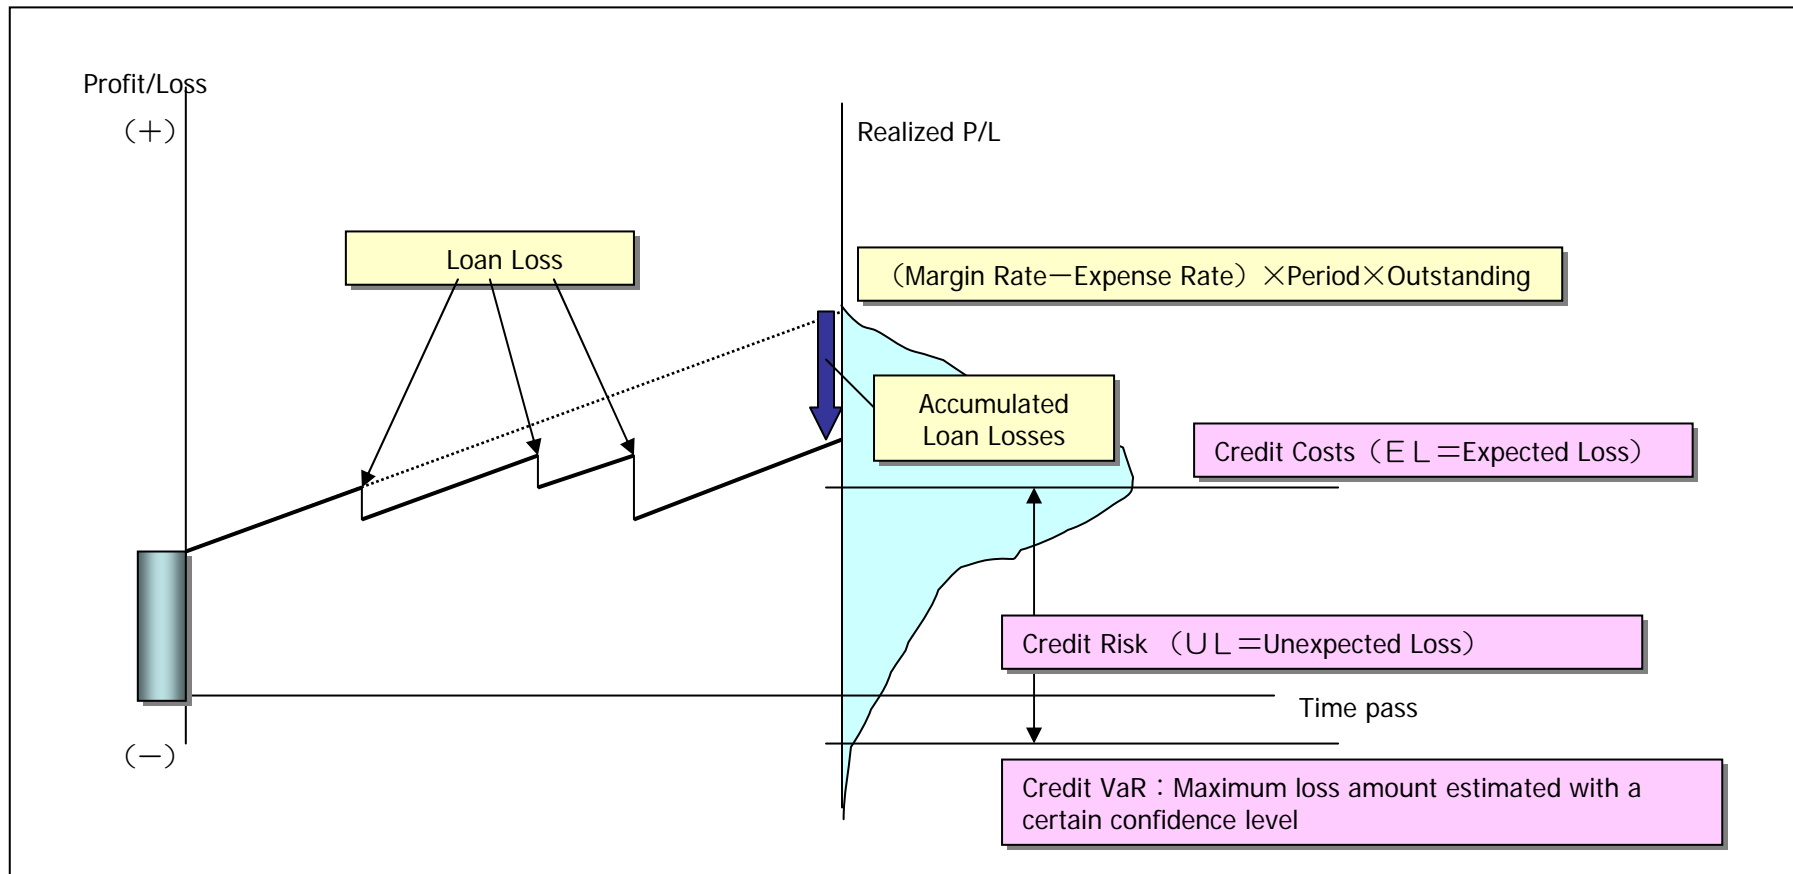 Profit/Loss
（＋）
Realized P/L
Loan Loss
（Margin Rate－Expense Rate）×Period×Outstanding
Accumulated
Loan Losses
Credit Costs（ＥＬ＝Expected Loss）
Credit Risk （ＵＬ＝Unexpected Loss）
Time pass
（－）
Credit VaR：Maximum loss amount estimated with a
certain confidence level